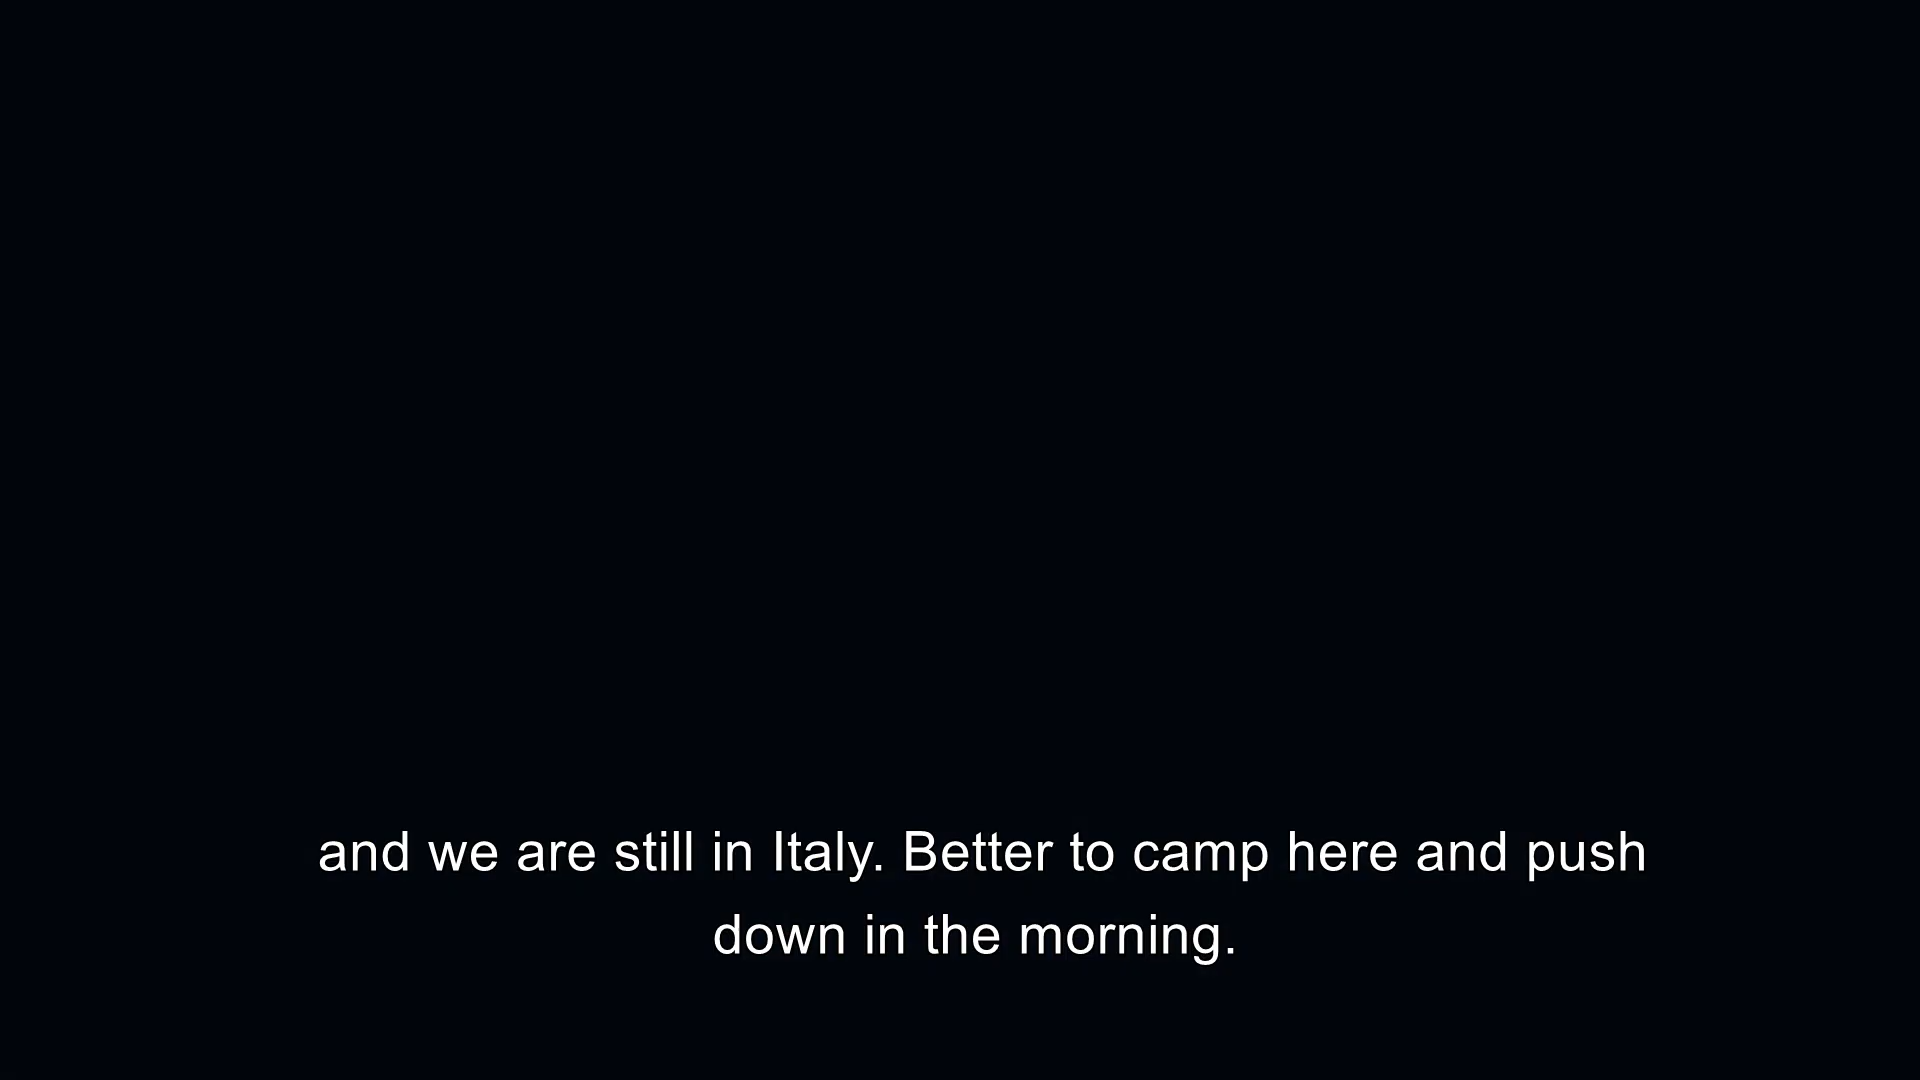 and we are still in Italy. Better to camp here and push
down in the morning.